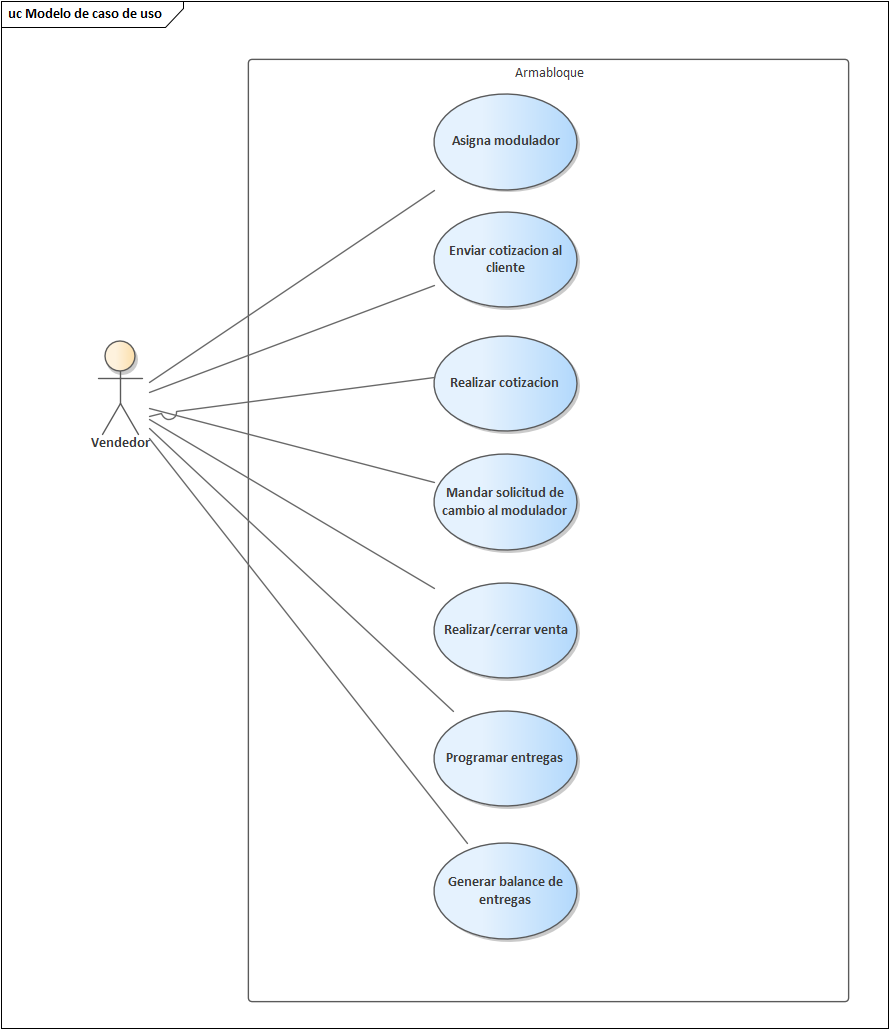 uc Modelo de caso de uso
Armabloque
Asigna modulador
Enviar cotizacion al
cliente
Realizar cotizacion
Vendedor
Mandar solicitud de
cambio al modulador
Realizar/cerrar venta
Programar entregas
Generar balance de
entregas